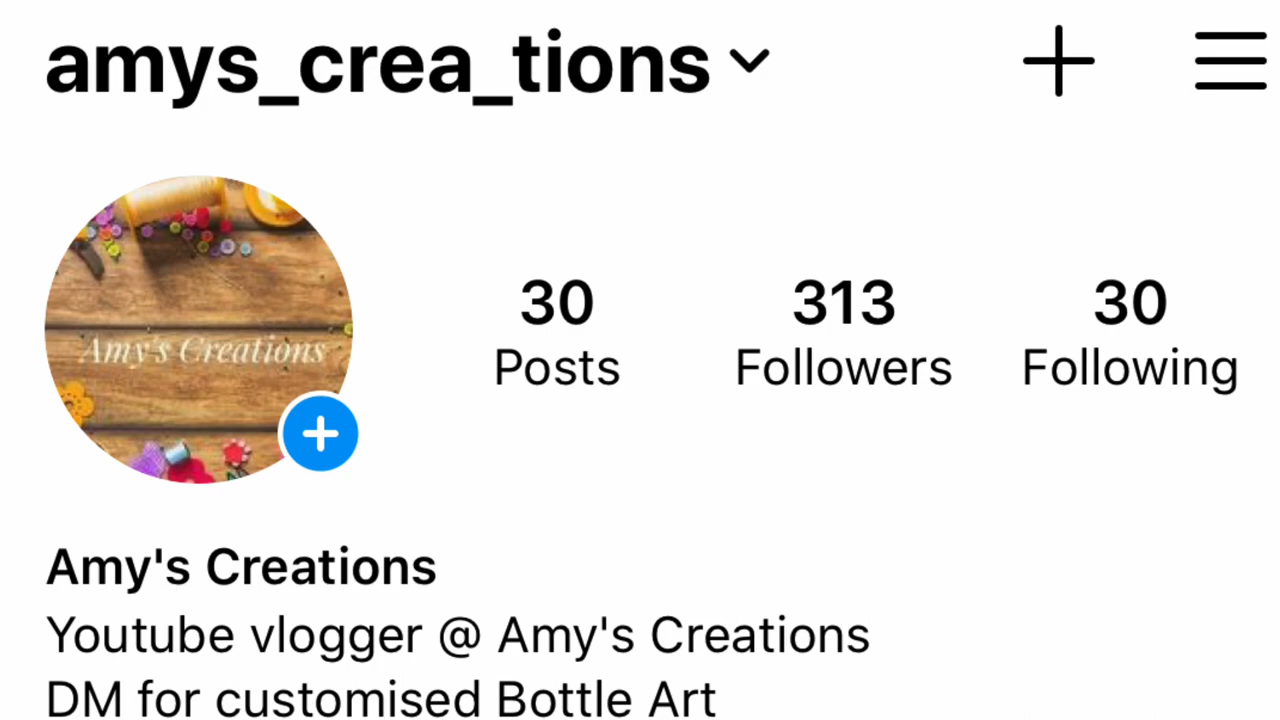 amys_crea_tions
Amy's Creations
30
Posts
313
Followers
30
Following
Amy's Creations
Youtube vlogger @ Amy's Creations
DM for customised Bottle Art